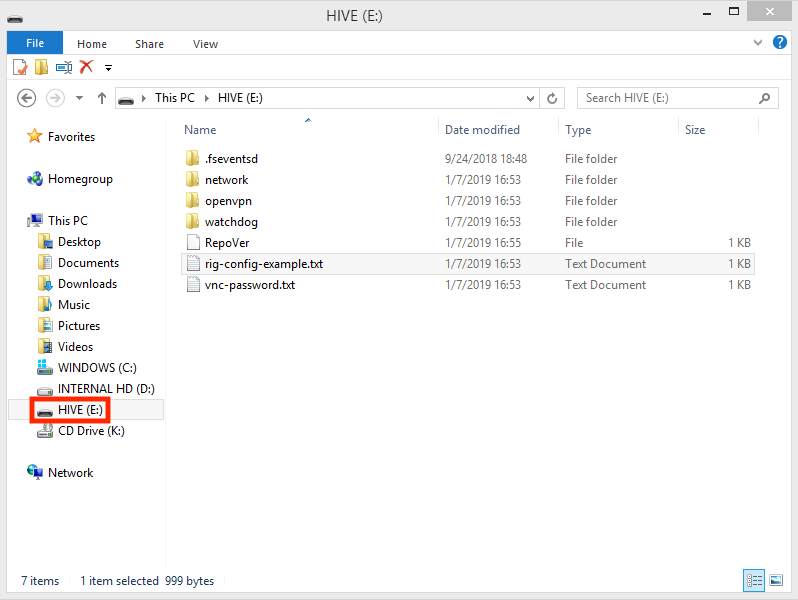 HIVE (E:)
File Home Share View
This PC HIVE (E:) Search HIVE (E:)
Name Date modified Type Size
Favorites
Homegroup
This PC
Desktop
Documents
Downloads
Music
Pictures
Videos
WINDOWS (C:)
INTERNAL HD (D:)
HIVE (E:)
CD Drive (K:)
Network
.fseventsd 9/24/2018 18:48 File folder
network 1/7/2019 16:53 File folder
openvpn 1/7/2019 16:53 File folder
watchdog 1/7/2019 16:53 File folder
RepoVer 1/7/2019 16:55 File 1 KB
rig-config-example.txt 1/7/2019 16:53 Text Document 1 KB
vnc-password.txt 1/7/2019 16:53 Text Document 1 KB
7 items 1 item selected 999 bytes